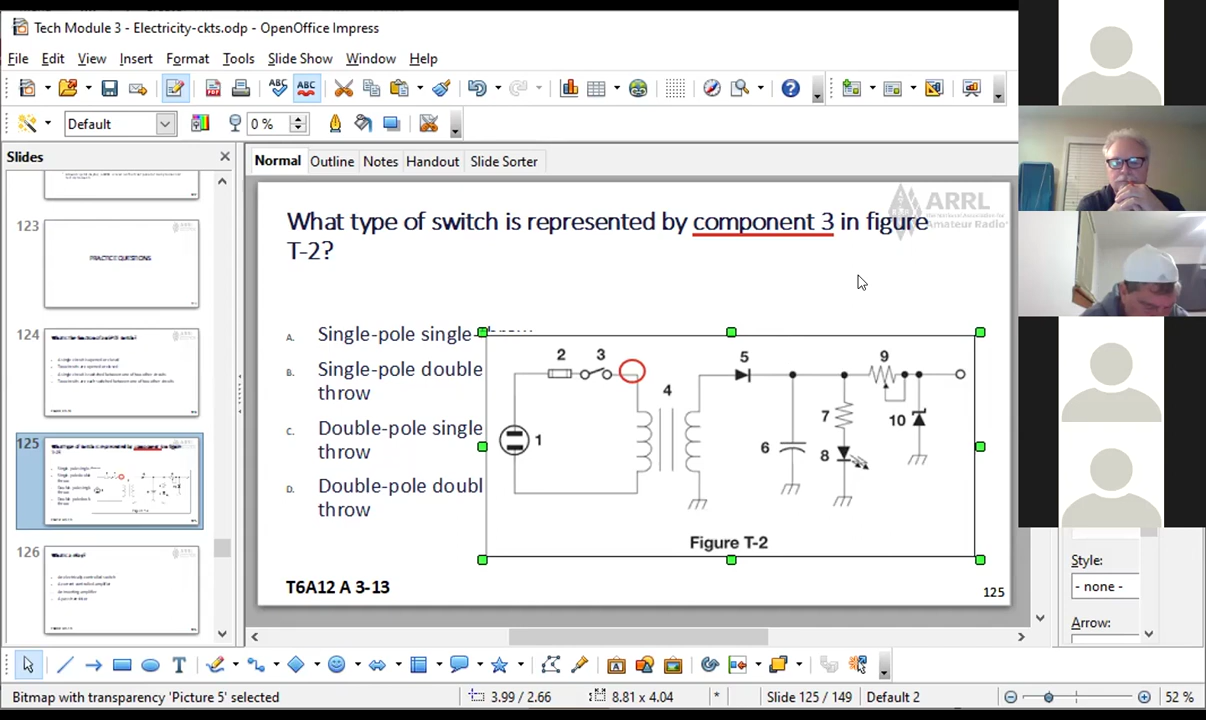 Tech Module 3 - Electricity-ckts.odp - OpenOffice Impress
File Edit View Insert Format Tools Slide Show Window Help
ABC ABC
Default 0 %
Slides
Normal Outline Notes Handout Slide Sorter
123
PRACTICE QUESTIONS
124
125
126
ARRL
Amateur Radio
What type of switch is represented by component 3 in figure
T-2?
A. Single-pole single-throw
B. Single-pole double
throw
C. Double-pole single
throw
D. Double-pole doubl
throw
1
2
3
4
5
6
7
8
9
10
Figure T-2
T6A12 A 3-13
125
Style:
- none -
Arrow:
Bitmap with transparency 'Picture 5' selected 3.99 / 2.66 8.81 x 4.04 * Slide 125 / 149 Default 2 52 %